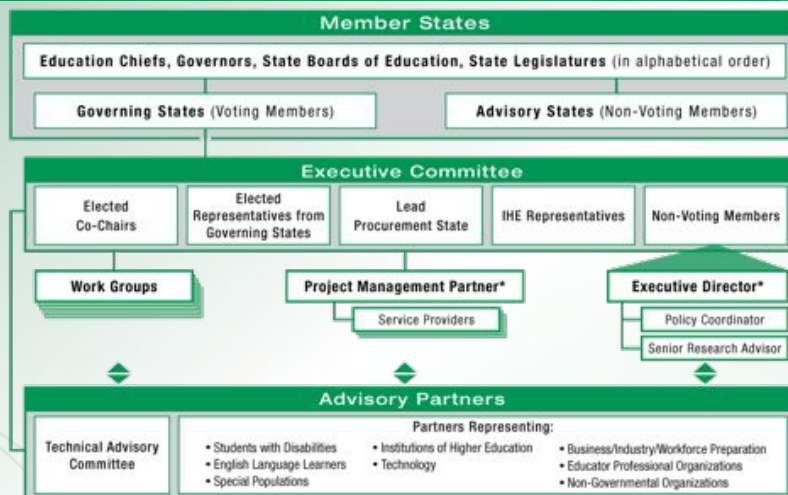 Member States
Education Chiefs, Governors, State Boards of Education, State Legislatures (in alphabetical order)
Governing States (Voting Members)
Advisory States (Non-Voting Members)
Executive Committee
Elected
Co-Chairs
Elected
Representatives from
Governing States
Lead
Procurement State
IHE Representatives
Non-Voting Members
Work Groups
Project Management Partner*
Service Providers
Executive Director*
Policy Coordinator
Senior Research Advisor
Advisory Partners
Technical Advisory
Committee
Partners Representing:
• Students with Disabilities
• English Language Learners
• Special Populations
• Institutions of Higher Education
• Technology
• Business/Industry/Workforce Preparation
• Educator Professional Organizations
• Non-Governmental Organizations